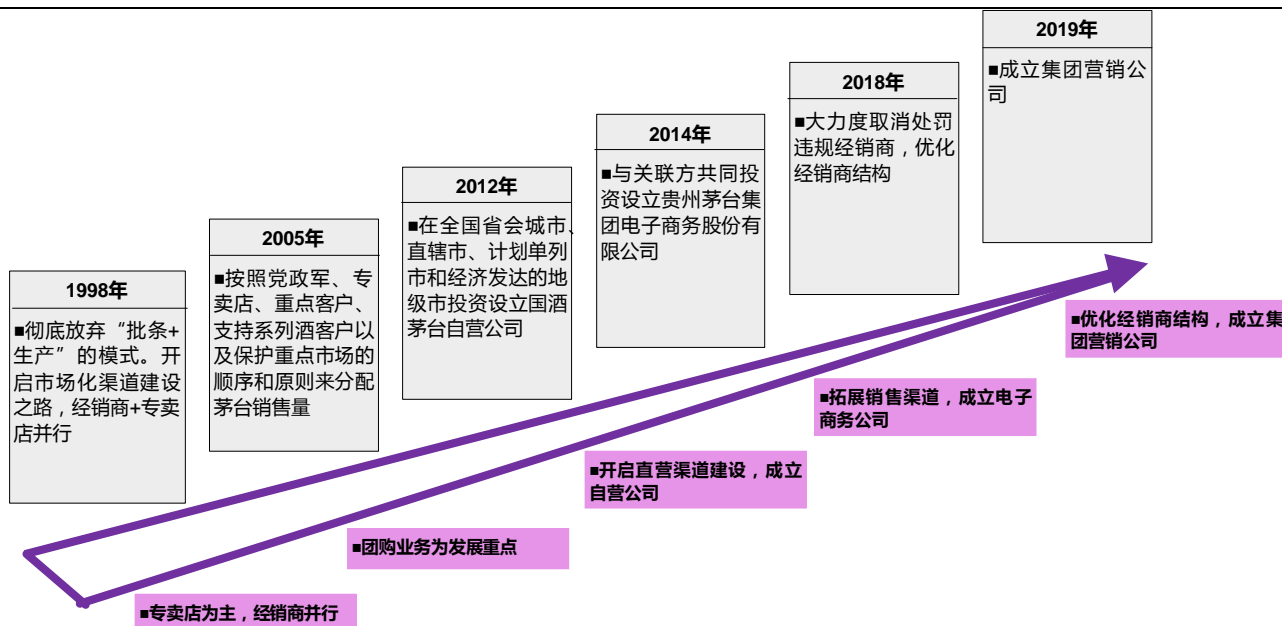 1998年
■彻底放弃“批条+
生产”的模式。开
启市场化渠道建设
之路，经销商+专卖
店并行
2005年
■按照党政军、专
卖店、重点客户、
支持系列酒客户以
及保护重点市场的
顺序和原则来分配
茅台销售量
2012年
■在全国省会城市、
直辖市、计划单列
市和经济发达的地
级市投资设立国酒
茅台自营公司
2014年
■与关联方共同投
资设立贵州茅台集
团电子商务股份有
限公司
2018年
■大力度取消处罚
违规经销商，优化
经销商结构
2019年
■成立集团营销公
司
■专卖店为主，经销商并行
■团购业务为发展重点
■开启直营渠道建设，成立
自营公司
■拓展销售渠道，成立电子
商务公司
■优化经销商结构，成立集
团营销公司